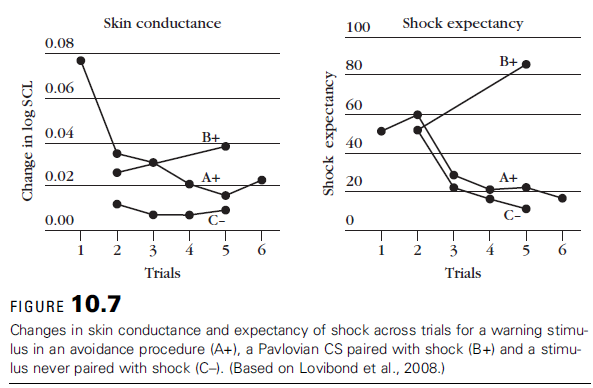 Skin conductance
0.08
0.06
0.04
0.02
0.00
Change in log SCL
B+
A+
C–
1 2 3 4 5 6
Trials
Shock expectancy
100
80
60
40
20
0
Shock expectancy
B+
A+
C–
1 2 3 4 5 6
Trials
FIGURE 10.7
Changes in skin conductance and expectancy of shock across trials for a warning stimu-
lus in an avoidance procedure (A+), a Pavlovian CS paired with shock (B+) and a stimu-
lus never paired with shock (C–). (Based on Lovibond et al., 2008.)